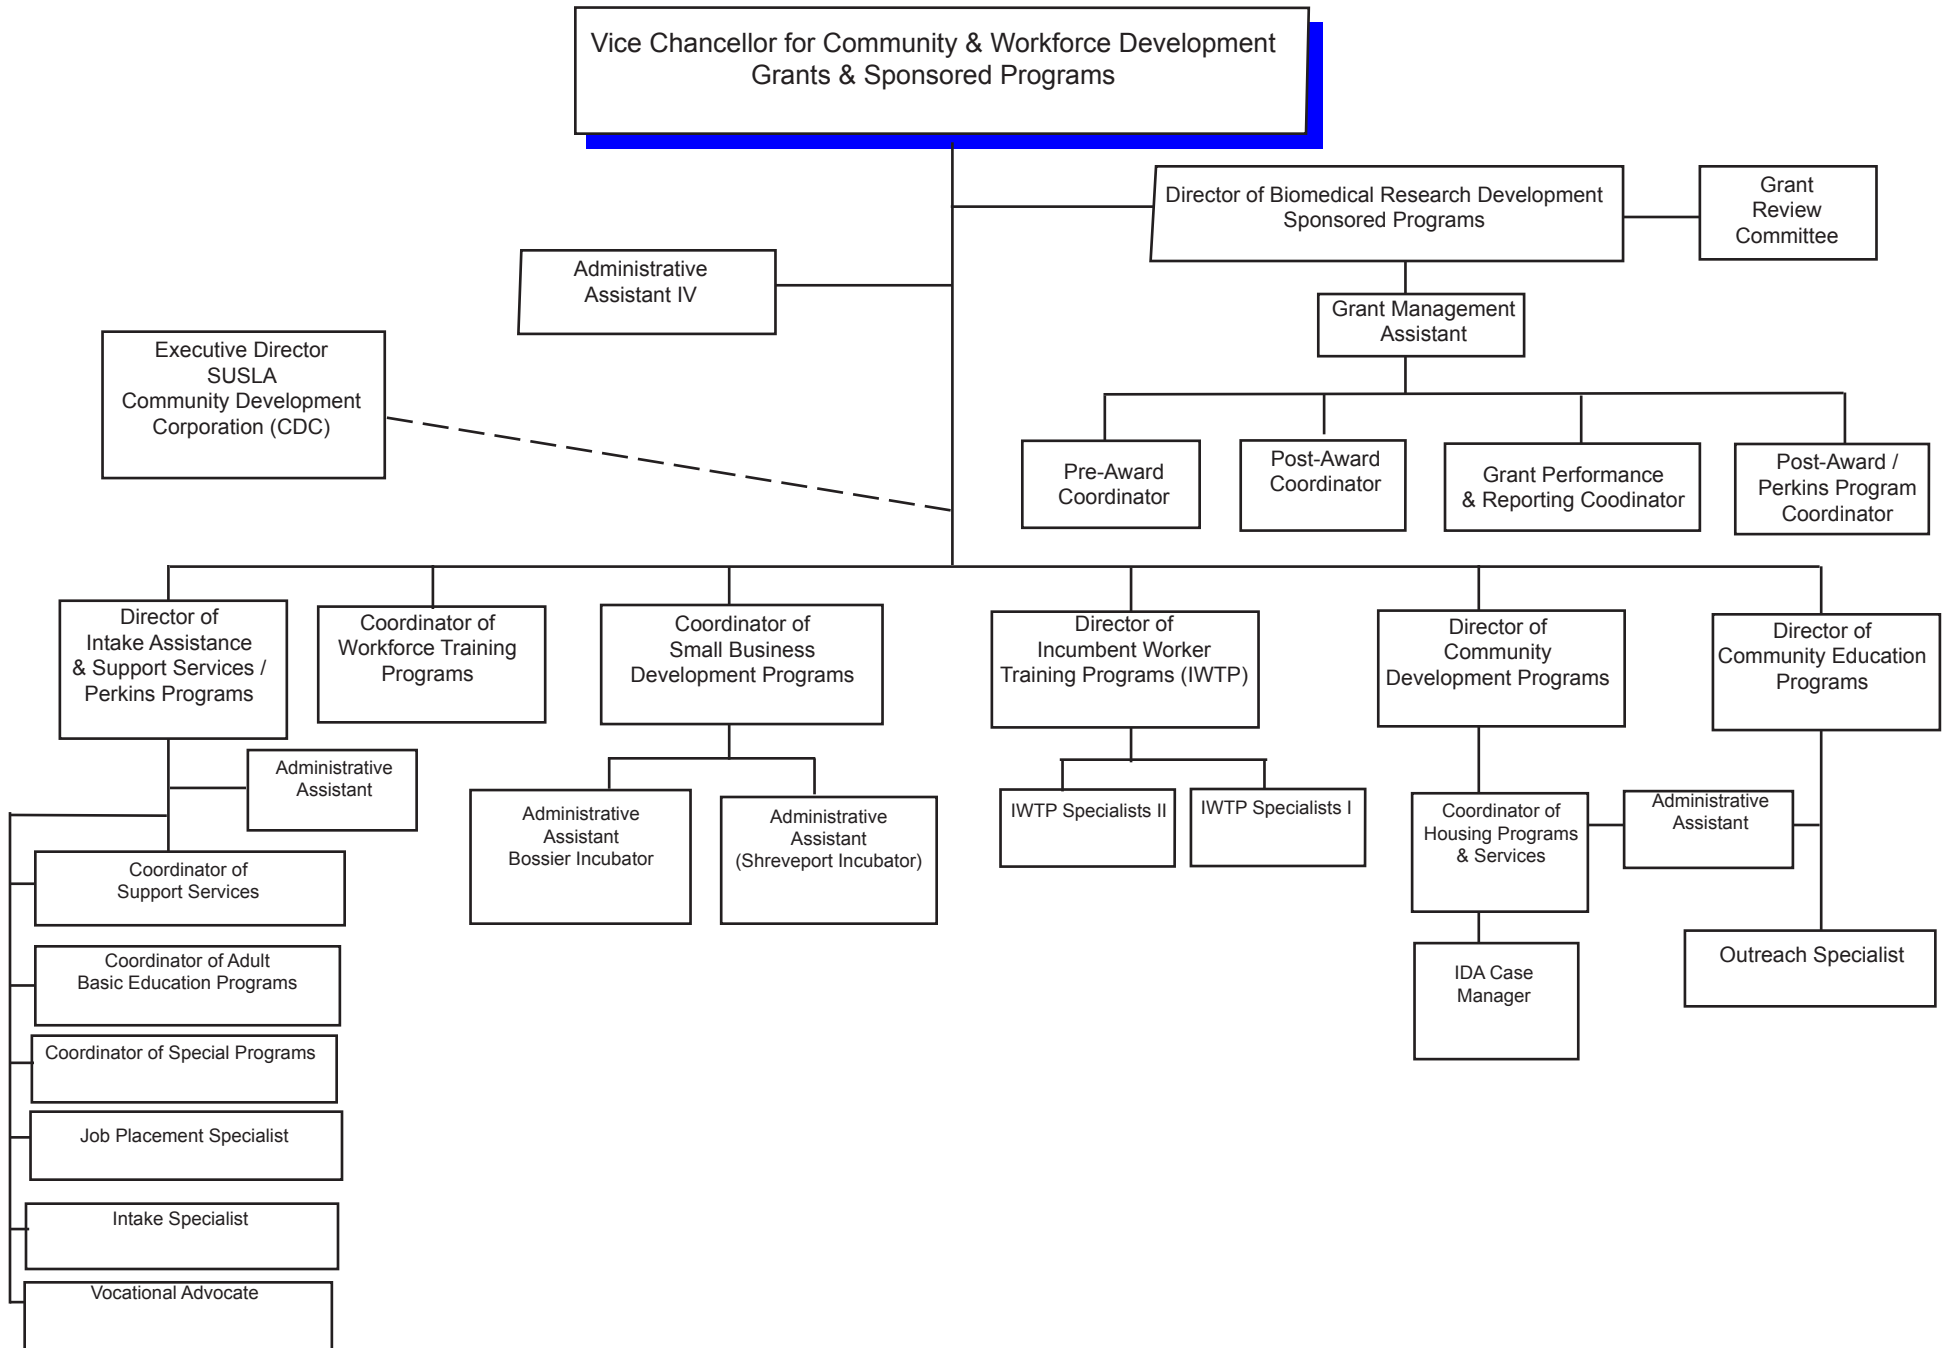 Vice Chancellor for Community & Workforce Development
Grants & Sponsored Programs
Director of Biomedical Research Development
Sponsored Programs
Grant
Review
Committee
Administrative
Assistant IV
Grant Management
Assistant
Executive Director
SUSLA
Community Development
Corporation (CDC)
Pre-Award
Coordinator
Post-Award
Coordinator
Grant Performance
& Reporting Coodinator
Post-Award /
Perkins Program
Coordinator
Director of
Intake Assistance
& Support Services /
Perkins Programs
Coordinator of
Workforce Training
Programs
Coordinator of
Small Business
Development Programs
Director of
Incumbent Worker
Training Programs (IWTP)
Director of
Community
Development Programs
Director of
Community Education
Programs
Administrative
Assistant
Administrative
Assistant
Bossier Incubator
Administrative
Assistant
(Shreveport Incubator)
IWTP Specialists II
IWTP Specialists I
Coordinator of
Housing Programs
& Services
Administrative
Assistant
Coordinator of
Support Services
Coordinator of Adult
Basic Education Programs
Coordinator of Special Programs
Job Placement Specialist
Intake Specialist
Vocational Advocate
IDA Case
Manager
Outreach Specialist